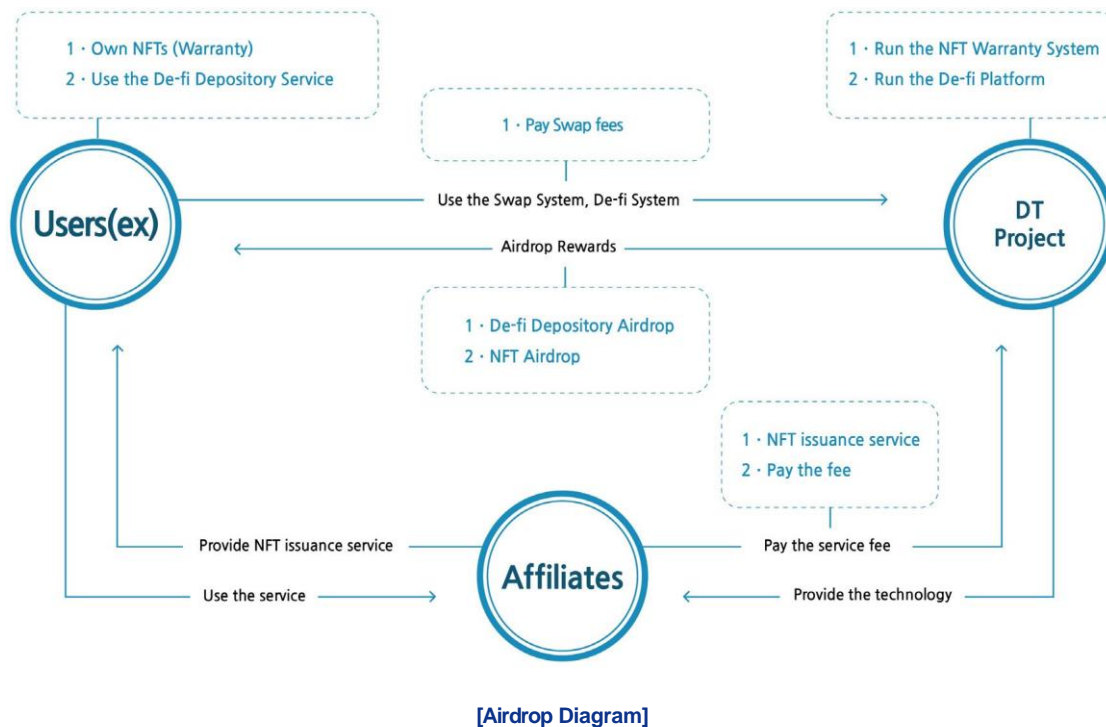 1 · Own NFTs (Warranty)
2 · Use the De-fi Depository Service
1 · Run the NFT Warranty System
2 · Run the De-fi Platform
1 · Pay Swap fees
Users(ex)
Use the Swap System, De-fi System
DT
Project
Airdrop Rewards
1 · De-fi Depository Airdrop
2 · NFT Airdrop
1 · NFT issuance service
2 · Pay the fee
Provide NFT issuance service
Affiliates
Pay the service fee
Use the service
Provide the technology
[Airdrop Diagram]